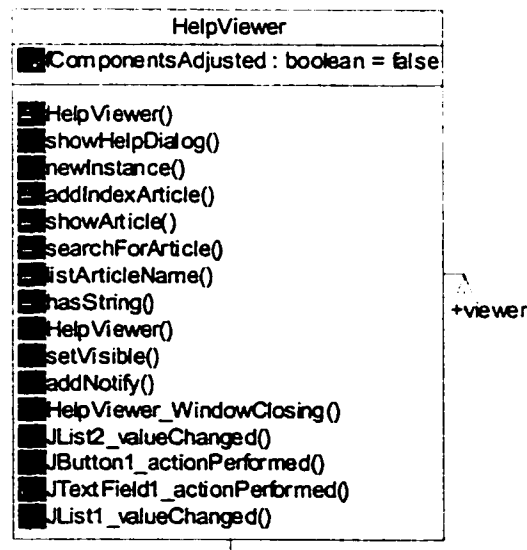 HelpViewer
fComponentsAdjusted : boolean = false
HelpViewer()
showHelpDialog()
newInstance()
addIndexArticle()
showArticle()
searchForArticle()
listArticleName()
hasString()
HelpViewer()
setVisible()
addNotify()
HelpViewer_WindowClosing()
JList2_valueChanged()
JButton1_actionPerformed()
JTextField1_actionPerformed()
JList1_valueChanged()
+viewer